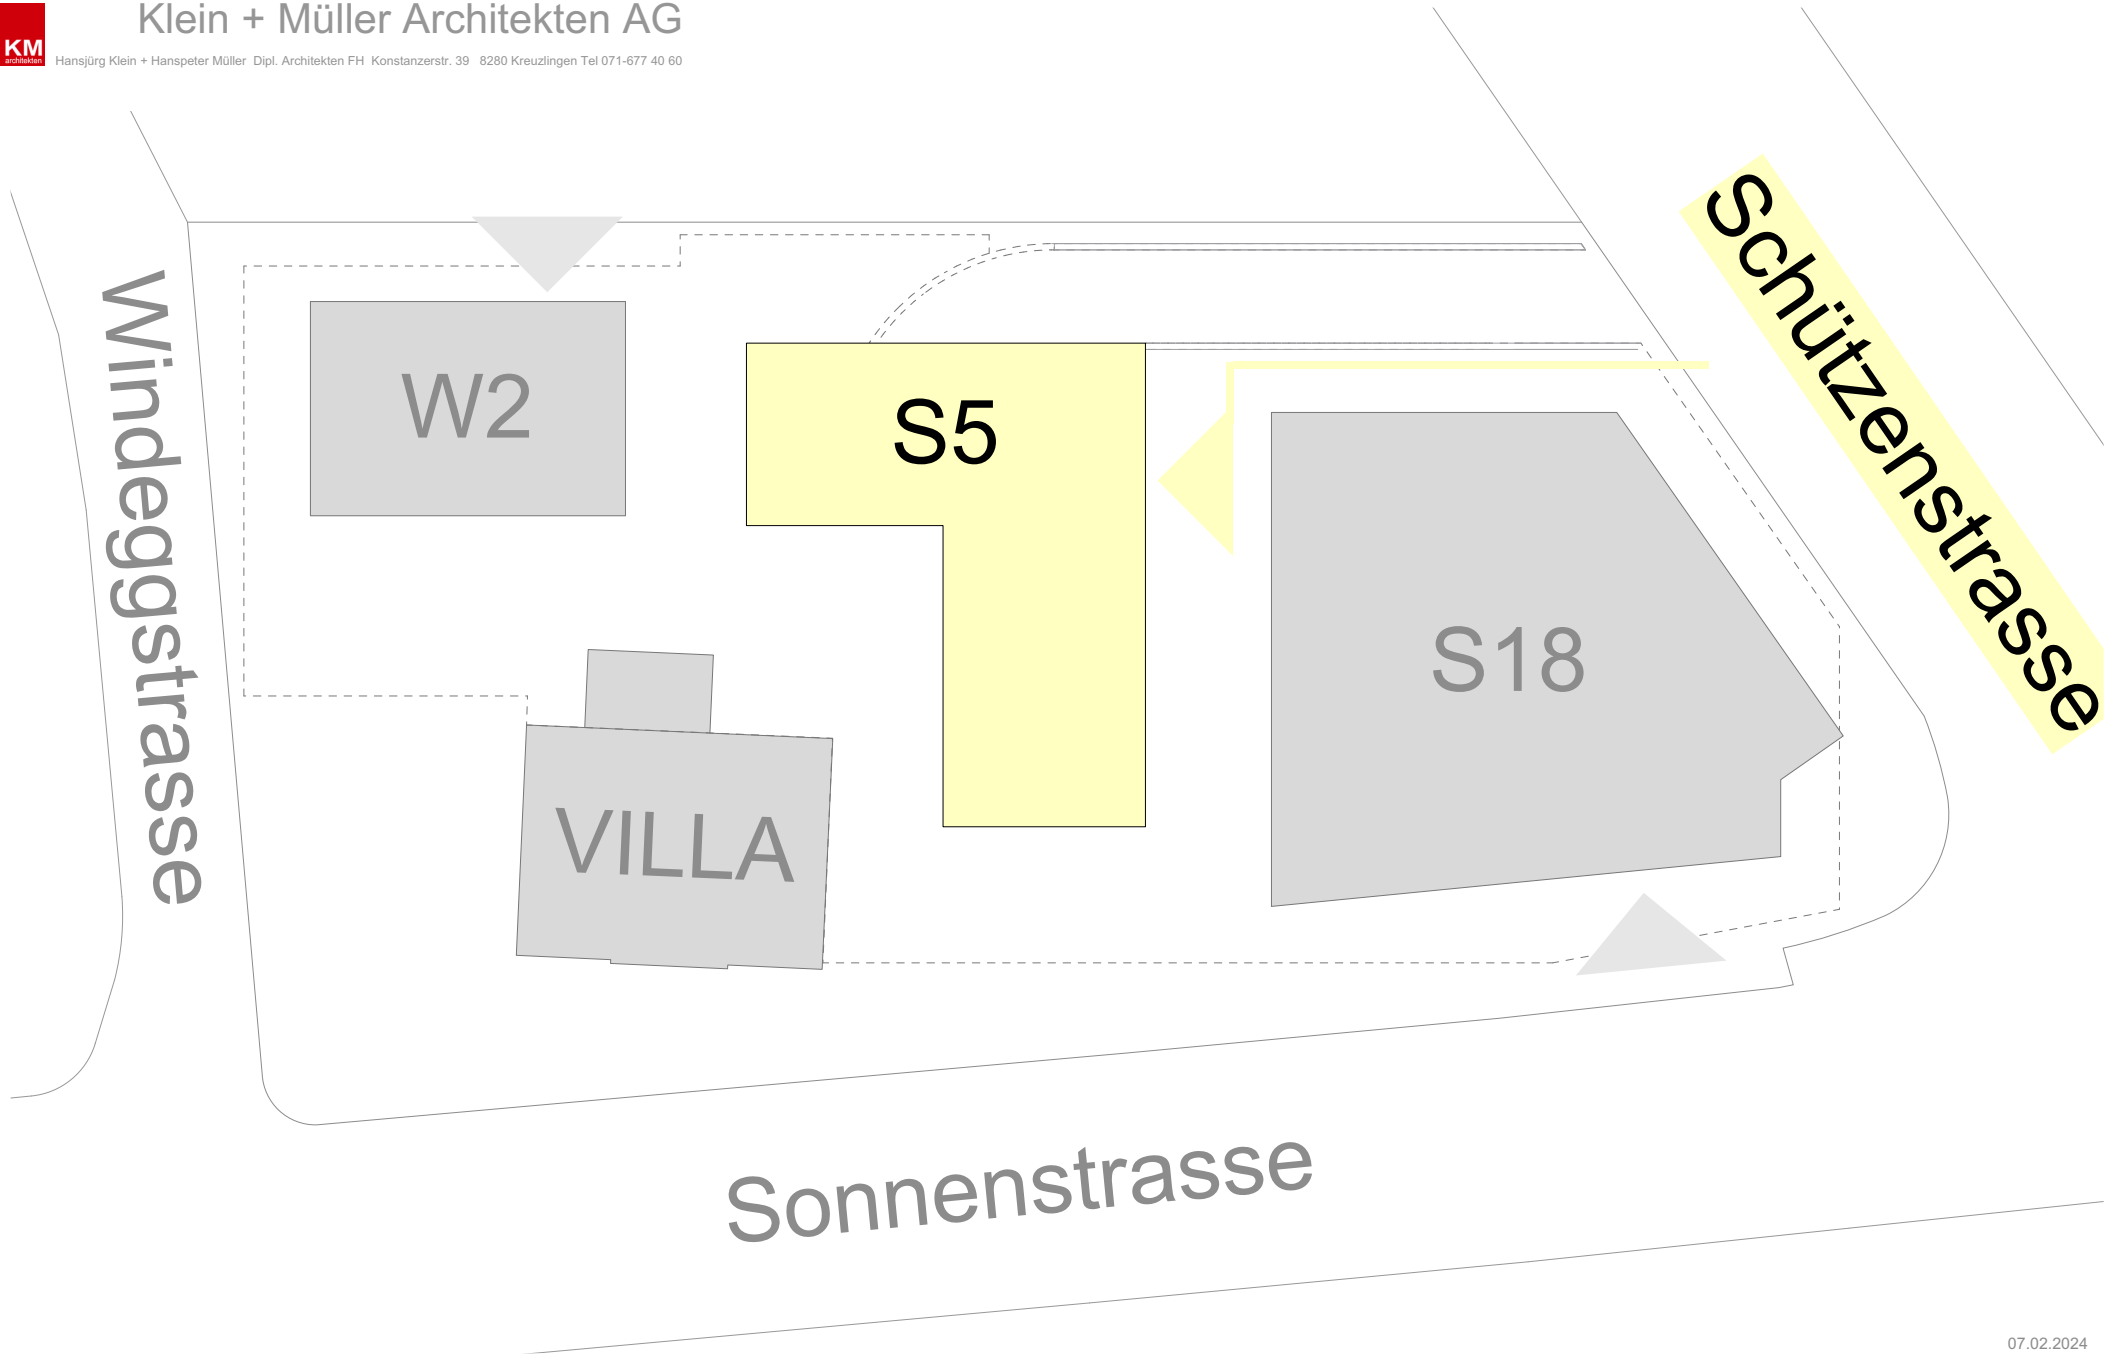 Klein + Müller Architekten AG
KM
architekten
Hansjürg Klein + Hanspeter Müller Dipl. Architekten FH Konstanzerstr. 39 8280 Kreuzlingen Tel 071-677 40 60
Schützenstrasse
Windeggstrasse
W2
S5
S18
VILLA
Sonnenstrasse
07.02.2024